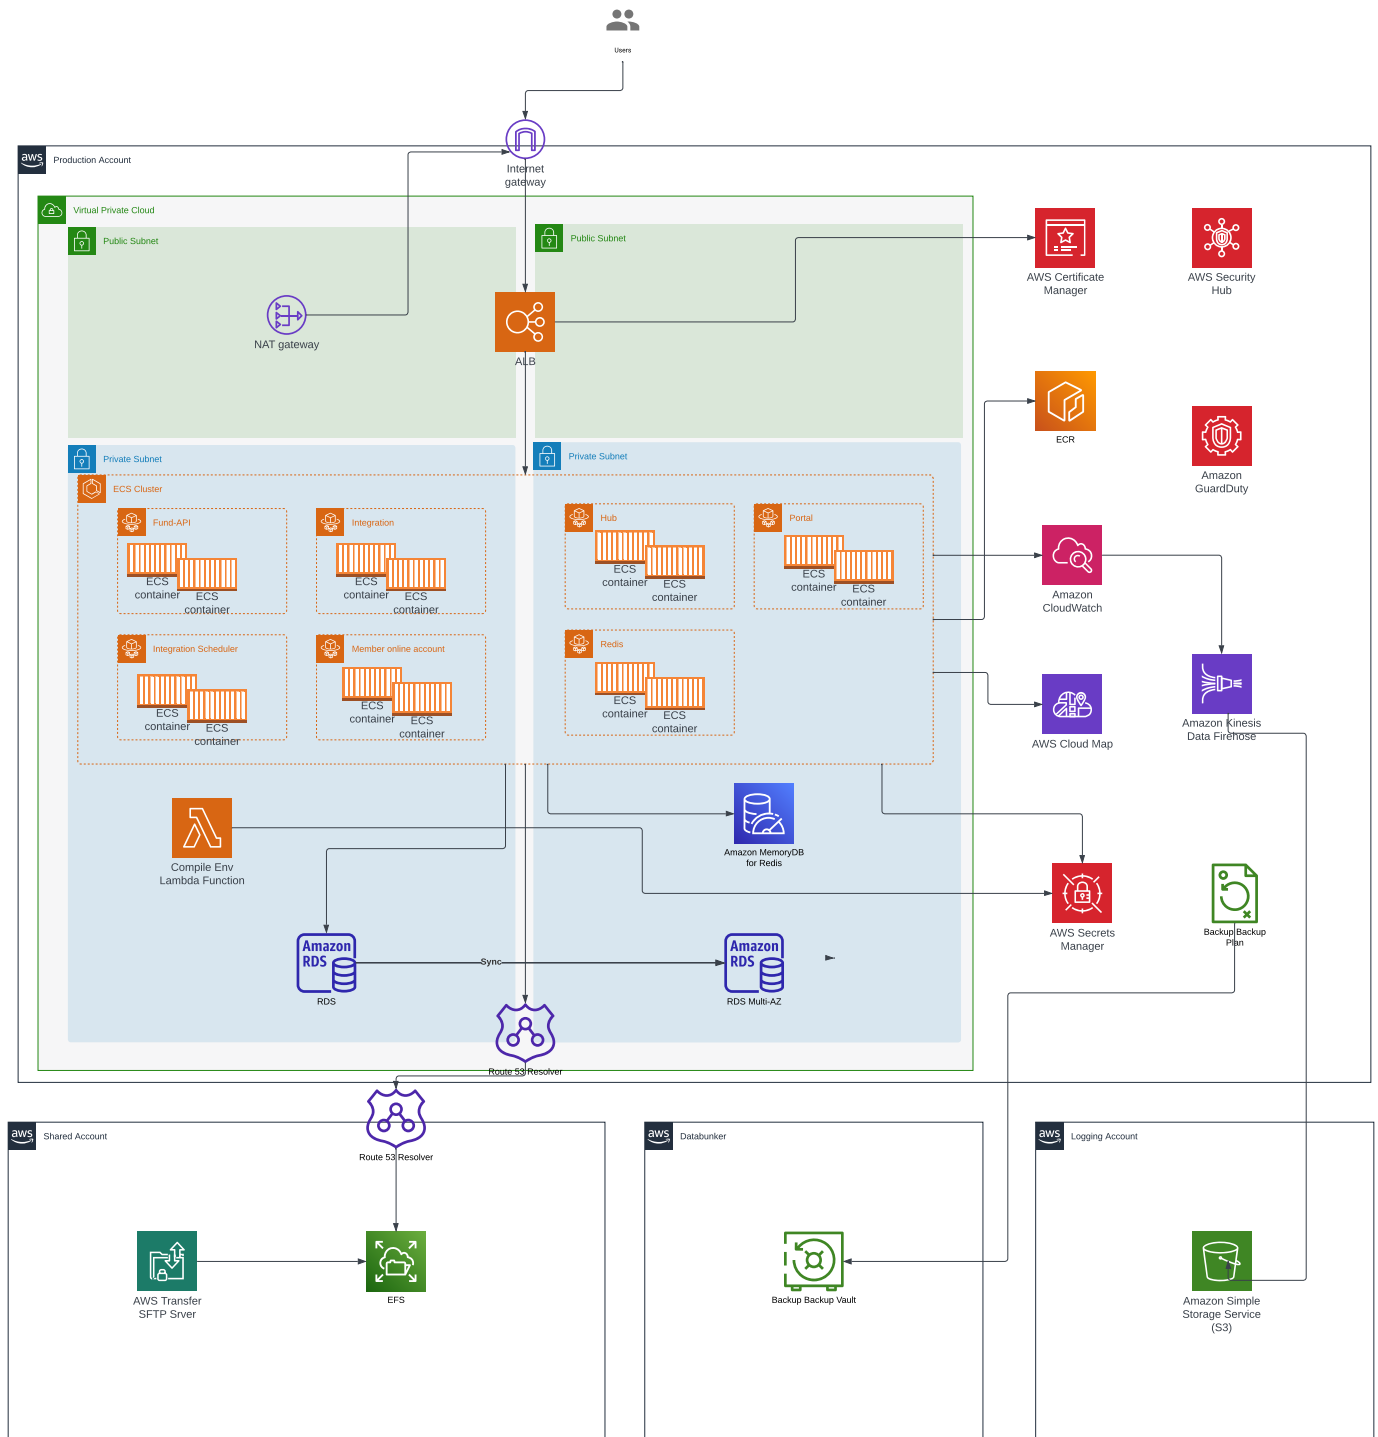 Users
aws
Production Account
Internet
gateway
Virtual Private Cloud
Public Subnet
Public Subnet
NAT gateway
ALB
AWS Certificate
Manager
AWS Security
Hub
ECR
Amazon
GuardDuty
Private Subnet
Private Subnet
ECS Cluster
Fund-API
ECS
container
ECS
container
Integration
ECS
container
ECS
container
Hub
ECS
container
ECS
container
Portal
ECS
container
ECS
container
Integration Scheduler
ECS
container
ECS
container
Member online account
ECS
container
ECS
container
Redis
ECS
container
ECS
container
Amazon
CloudWatch
AWS Cloud Map
Amazon Kinesis
Data Firehose
Compile Env
Lambda Function
Amazon MemoryDB
for Redis
AWS Secrets
Manager
Backup Backup
Plan
Amazon
RDS
RDS
Sync
Amazon
RDS
RDS Multi-AZ
Route 53 Resolver
aws
Shared Account
Route 53 Resolver
AWS Transfer
SFTP Srver
EFS
aws
Databunker
Backup Backup Vault
aws
Logging Account
Amazon Simple
Storage Service
(S3)